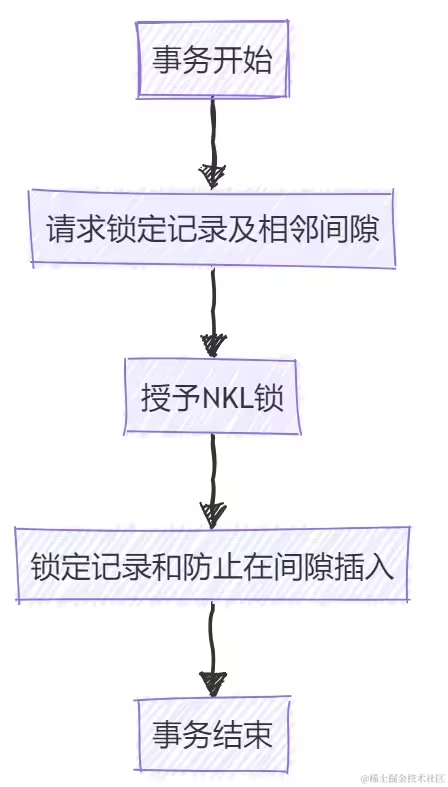 事务开始
请求锁定记录及相邻间隙
授予NKL锁
锁定记录和防止在间隙插入
事务结束
@稀土掘金技术社区